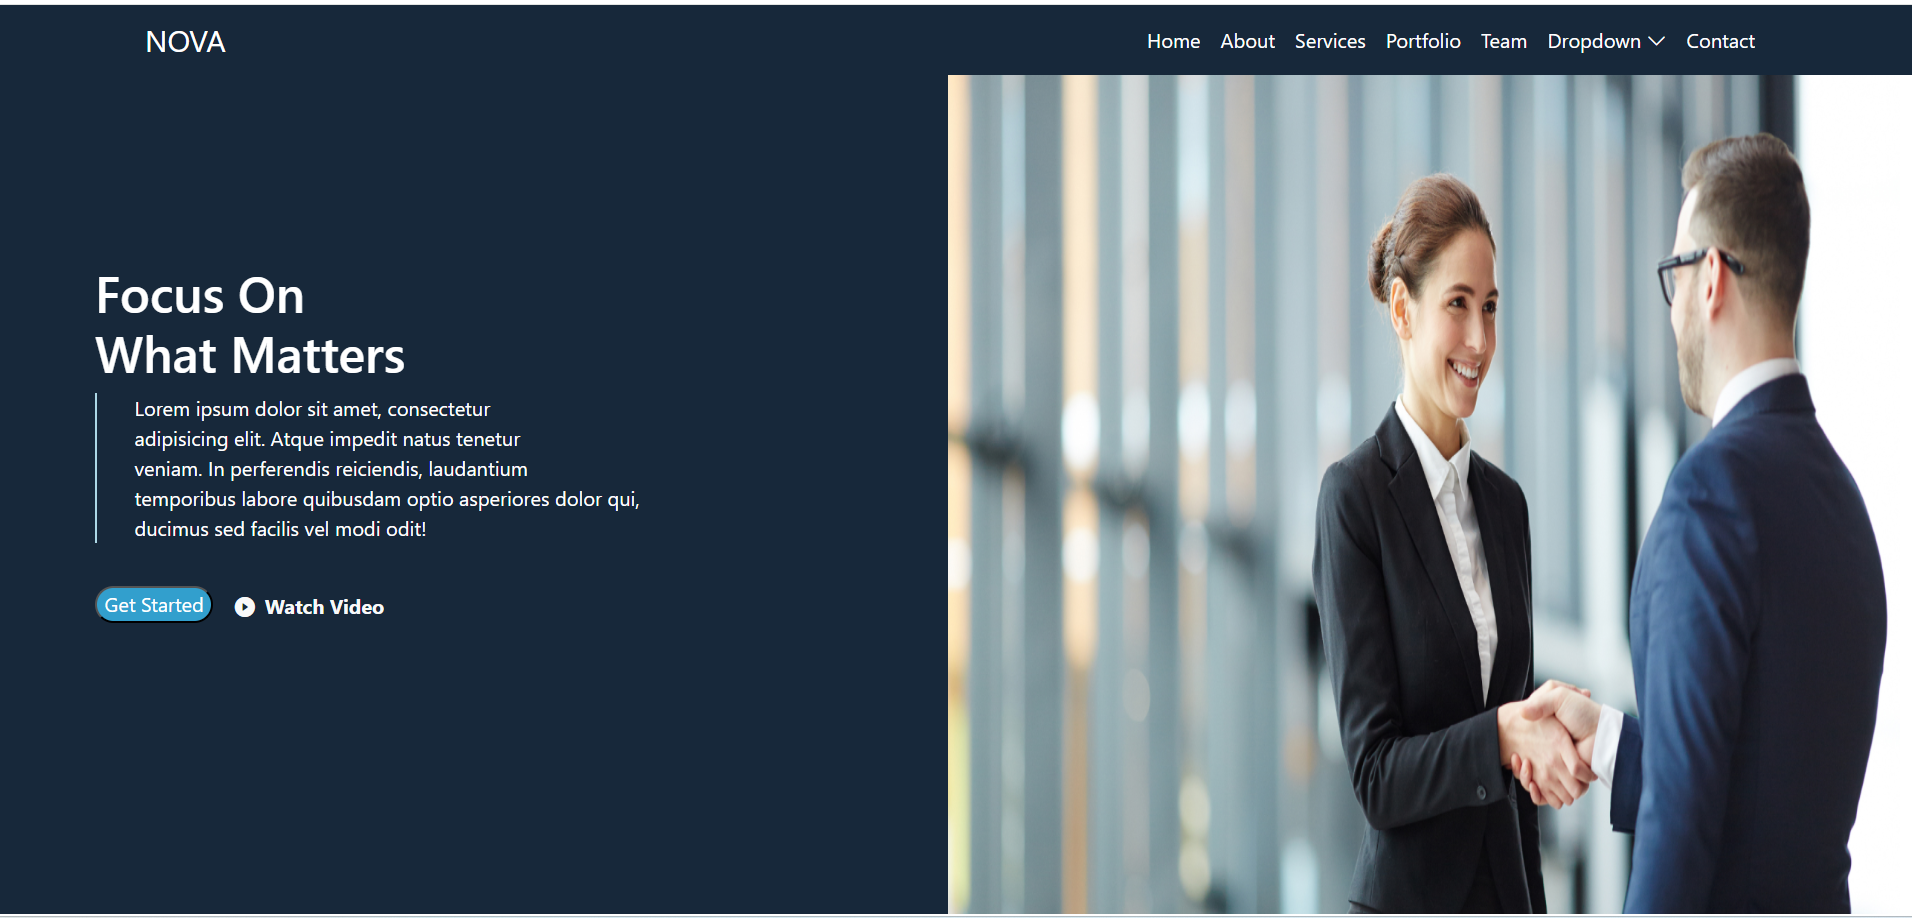 NOVA
Home About Services Portfolio Team Dropdown Contact
Focus On
What Matters
Lorem ipsum dolor sit amet, consectetur
adipisicing elit. Atque impedit natus tenetur
veniam. In perferendis reiciendis, laudantium
temporibus labore quibusdam optio asperiores dolor qui,
ducimus sed facilis vel modi odit!
Get Started Watch Video